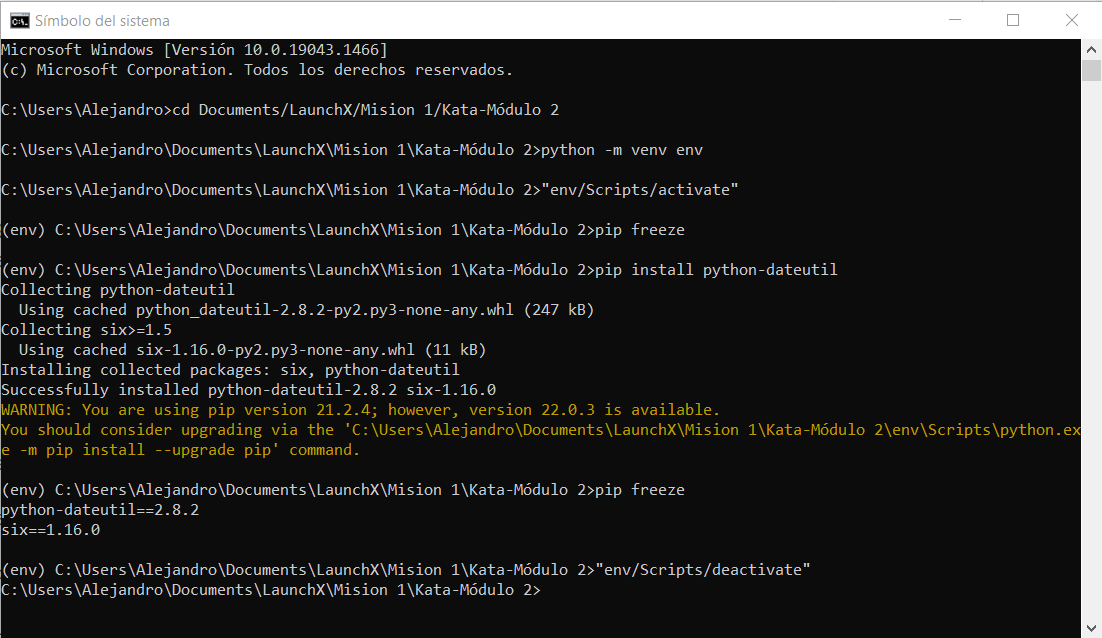 Símbolo del sistema
Microsoft Windows [Versión 10.0.19043.1466]
(c) Microsoft Corporation. Todos los derechos reservados.
C:\Users\Alejandro>cd Documents/LaunchX/Mision 1/Kata-Módulo 2
C:\Users\Alejandro\Documents\LaunchX\Mision 1\Kata-Módulo 2>python -m venv env
C:\Users\Alejandro\Documents\LaunchX\Mision 1\Kata-Módulo 2>"env/Scripts/activate"
(env) C:\Users\Alejandro\Documents\LaunchX\Mision 1\Kata-Módulo 2>pip freeze
(env) C:\Users\Alejandro\Documents\LaunchX\Mision 1\Kata-Módulo 2>pip install python-dateutil
Collecting python-dateutil
  Using cached python_dateutil-2.8.2-py2.py3-none-any.whl (247 kB)
Collecting six>=1.5
  Using cached six-1.16.0-py2.py3-none-any.whl (11 kB)
Installing collected packages: six, python-dateutil
Successfully installed python-dateutil-2.8.2 six-1.16.0
WARNING: You are using pip version 21.2.4; however, version 22.0.3 is available.
You should consider upgrading via the 'C:\Users\Alejandro\Documents\LaunchX\Mision 1\Kata-Módulo 2\env\Scripts\python.ex
e -m pip install --upgrade pip' command.
(env) C:\Users\Alejandro\Documents\LaunchX\Mision 1\Kata-Módulo 2>pip freeze
python-dateutil==2.8.2
six==1.16.0
(env) C:\Users\Alejandro\Documents\LaunchX\Mision 1\Kata-Módulo 2>"env/Scripts/deactivate"
C:\Users\Alejandro\Documents\LaunchX\Mision 1\Kata-Módulo 2>